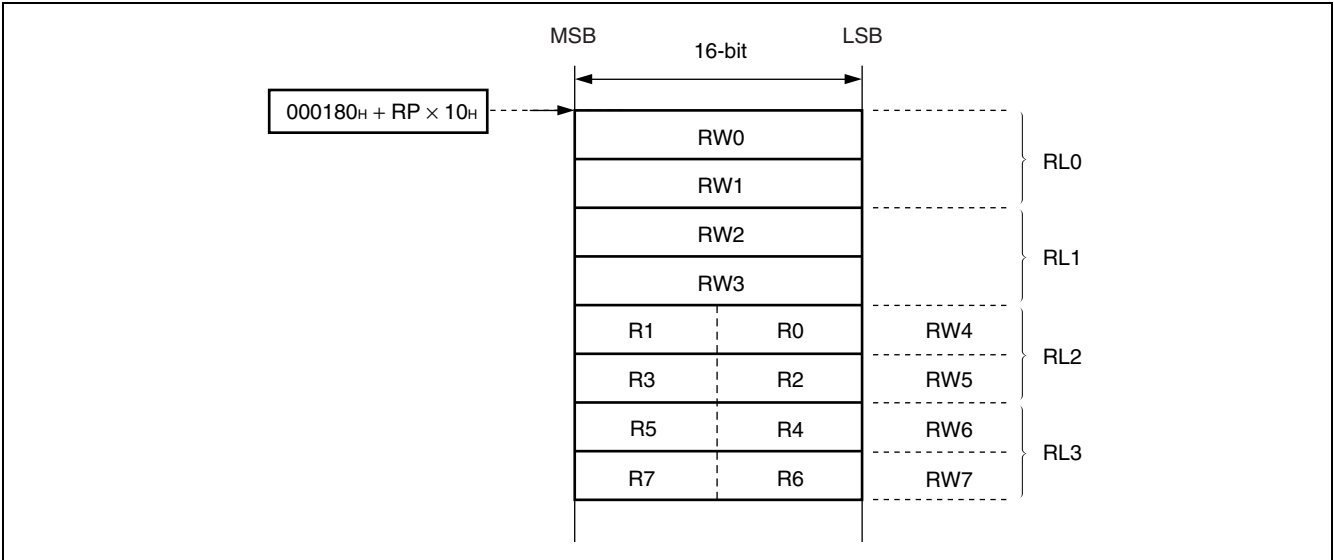 MSB LSB
16-bit
000180H + RP × 10H
RW0
RL0
RW1
RW2
RL1
RW3
R1 R0 RW4
RL2
R3 R2 RW5
R5 R4 RW6
RL3
R7 R6 RW7